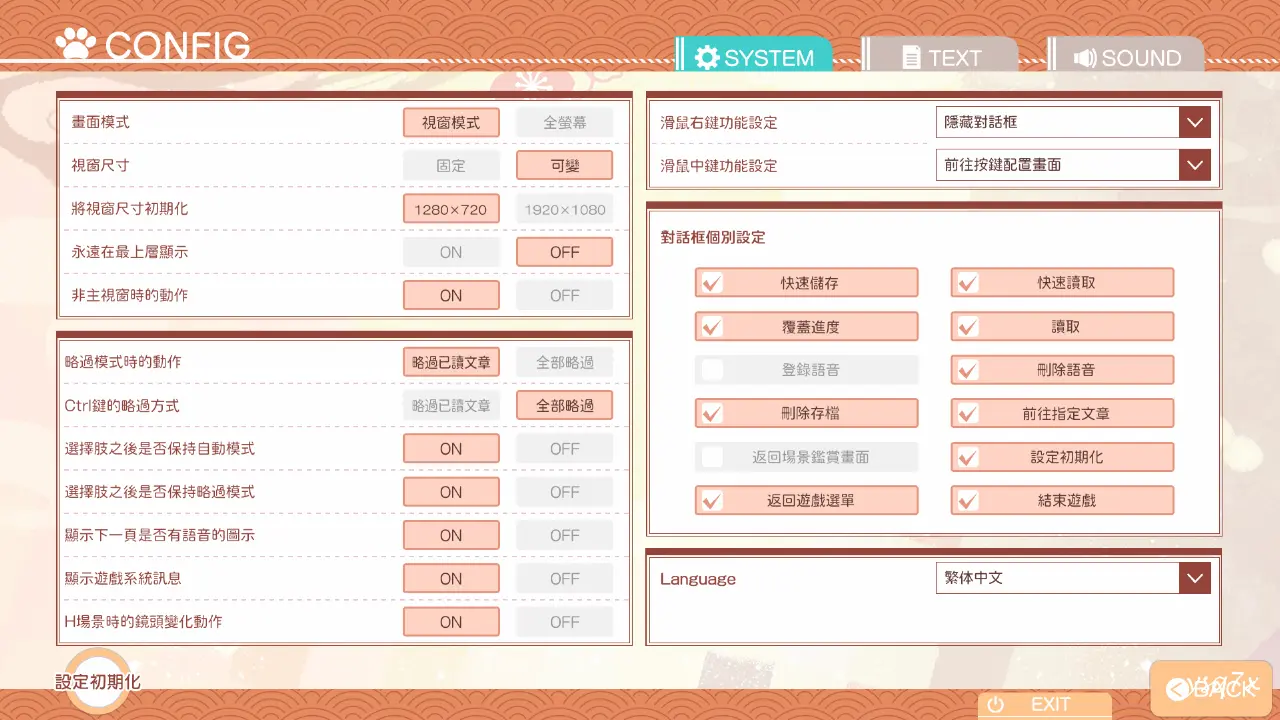 CONFIG
SYSTEM
TEXT
SOUND
畫面模式 視窗模式 全螢幕
視窗尺寸 固定 可變
將視窗尺寸初期化 1280×720 1920×1080
永遠在最上層顯示 ON OFF
非主視窗時的動作 ON OFF
略過模式時的動作 略過已讀文章 全部略過
Ctrl鍵的略過方式 略過已讀文章 全部略過
選擇肢之後是否保持自動模式 ON OFF
選擇肢之後是否保持略過模式 ON OFF
顯示下一頁是否有語音的圖示 ON OFF
顯示遊戲系統訊息 ON OFF
H場景時的鏡頭變化動作 ON OFF
滑鼠右鍵功能設定 隱藏對話框
滑鼠中鍵功能設定 前往按鍵配置畫面
對話框個別設定
快速儲存 快速讀取
覆蓋進度 讀取
登錄語音 刪除語音
刪除存檔 前往指定文章
返回場景鑑賞畫面 設定初期化
返回遊戲選單 結束遊戲
Language 繁体中文
設定初期化
EXIT
BACK